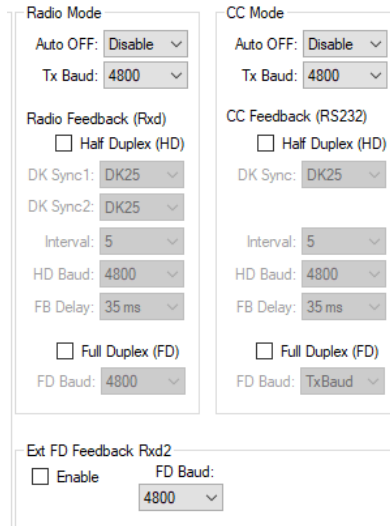 Radio Mode
Auto OFF: Disable
Tx Baud: 4800
Radio Feedback (Rxd)
Half Duplex (HD)
DK Sync1: DK25
DK Sync2: DK25
Interval: 5
HD Baud: 4800
FB Delay: 35 ms
Full Duplex (FD)
FD Baud: 4800
CC Mode
Auto OFF: Disable
Tx Baud: 4800
CC Feedback (RS232)
Half Duplex (HD)
DK Sync: DK25
Interval: 5
HD Baud: 4800
FB Delay: 35 ms
Full Duplex (FD)
FD Baud: TxBaud
Ext FD Feedback Rxd2
Enable
FD Baud:
4800